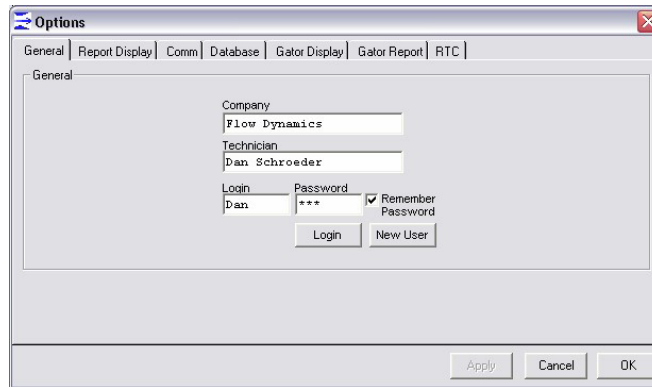 Options
General Report Display Comm Database Gator Display Gator Report RTC
General
Company
Flow Dynamics
Technician
Dan Schroeder
Login Password
Dan *** Remember
Password
Login New User
Apply Cancel OK